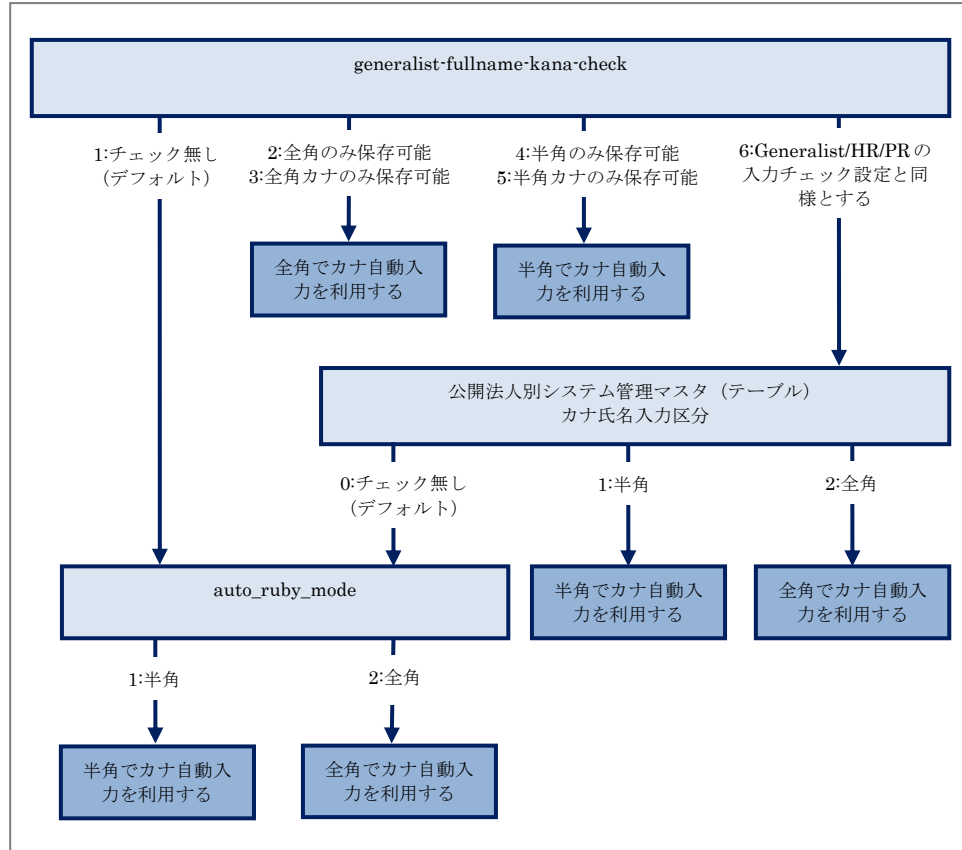 generalist-fullname-kana-check
1:チェック無し
（デフォルト）
2:全角のみ保存可能
3:全角カナのみ保存可能
4:半角のみ保存可能
5:半角カナのみ保存可能
6:Generalist/HR/PRの
入力チェック設定と同
様とする
全角でカナ自動入
力を利用する
半角でカナ自動入
力を利用する
公開法人別システム管理マスタ（テーブル）
カナ氏名入力区分
0:チェック無し
（デフォルト）
1:半角
2:全角
auto_ruby_mode
半角でカナ自動入
力を利用する
全角でカナ自動入
力を利用する
1:半角
2:全角
半角でカナ自動入
力を利用する
全角でカナ自動入
力を利用する